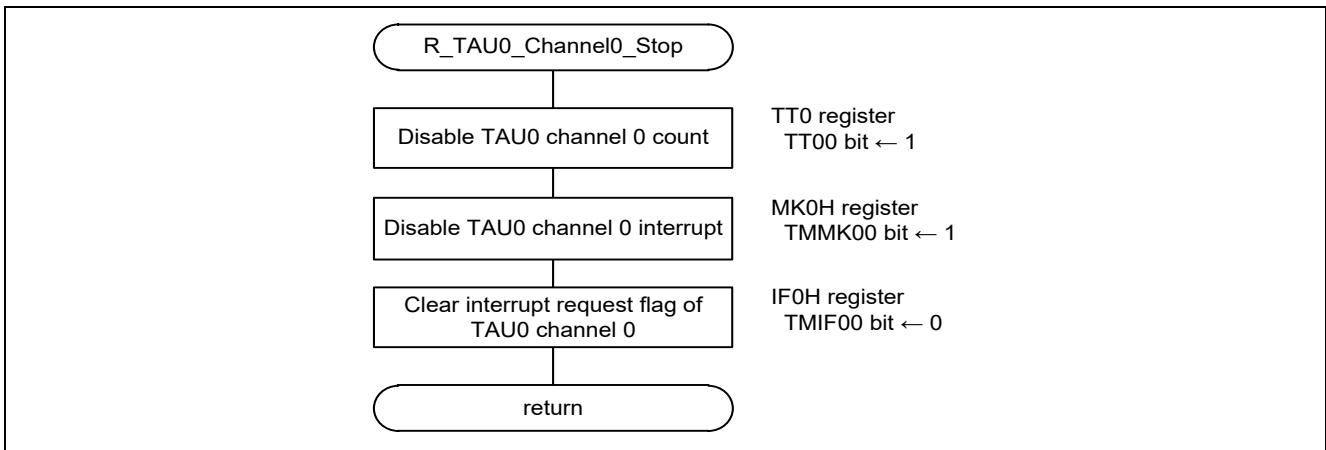 R_TAU0_Channel0_Stop
Disable TAU0 channel 0 count
TT0 register
TT00 bit ← 1
Disable TAU0 channel 0 interrupt
MK0H register
TMMK00 bit ← 1
Clear interrupt request flag of
TAU0 channel 0
IF0H register
TMIF00 bit ← 0
return